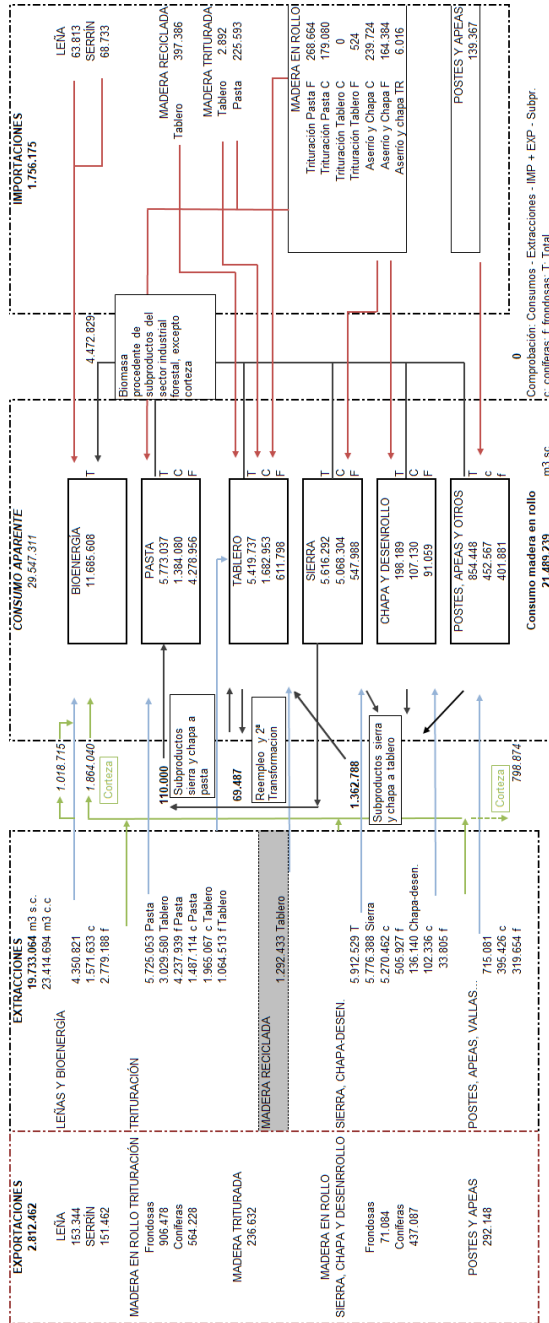 EXPORTACIONES
2.812.462
LEÑA
153.344
SERRÍN
151.462
MADERA EN ROLLO TRITURACIÓN
Frondosas
906.478
Coníferas
564.228
MADERA TRITURADA
236.632
MADERA EN ROLLO
SIERRA, CHAPA Y DESENRROLLO
Frondosas
71.084
Coníferas
437.087
POSTES Y APEAS
292.148
EXTRACCIONES
19.733.064 m3 s.c.
23.414.694 m3 c.c
LEÑAS Y BIOENERGÍA
4.350.821
1.571.633 c
2.779.188 f
TRITURACIÓN
5.725.053 Pasta
3.029.580 Tablero
4.237.939 f Pasta
1.487.114 c Pasta
1.965.067 c Tablero
1.064.513 f Tablero
MADERA RECICLADA
1.292.433 Tablero
SIERRA, CHAPA-DESEN.
5.912.529 T
5.776.388 Sierra
5.270.462 c
505.927 f
136.140 Chapa-desen.
102.336 c
33.805 f
POSTES, APEAS, VALLAS...
715.081
395.426 c
319.654 f
1.018.715
1.864.040
Corteza
110.000
Subproductos
sierra y chapa a
pasta
69.487
Reempleo y 2ª
Transformacion
1.362.788
Subproductos sierra
y chapa a tablero
Corteza
798.874
CONSUMO APARENTE
29.547.311
BIOENERGÍA
11.685.608 T
PASTA
5.773.037 T
1.384.080 C
4.278.956 F
TABLERO
5.419.737 T
1.682.953 C
611.798 F
SIERRA
5.616.292 T
5.068.304 C
547.988 F
CHAPA Y DESENROLLO
198.189 T
107.130 C
91.059 F
POSTES, APEAS Y OTROS
854.448 T
452.567 c
401.881 f
Consumo madera en rollo
21.489.239 m3 sc
4.472.829
Biomasa
procedente de
subproductos del
sector industrial
forestal, excepto
corteza
0
Comprobación: Consumos - Extracciones - IMP + EXP - Subpr.
c: coníferas; f: frondosas; T: Total
IMPORTACIONES
1.756.175
LEÑA
63.813
SERRÍN
68.733
MADERA RECICLADA
Tablero 397.386
MADERA TRITURADA
Tablero 2.892
Pasta 225.593
MADERA EN ROLLO
Trituración Pasta F 268.664
Trituración Pasta C 179.080
Trituración Tablero C 0
Trituración Tablero F 524
Aserrio y Chapa C 239.724
Aserrio y Chapa F 164.384
Aserrio y chapa TR 6.016
POSTES Y APEAS
139.367